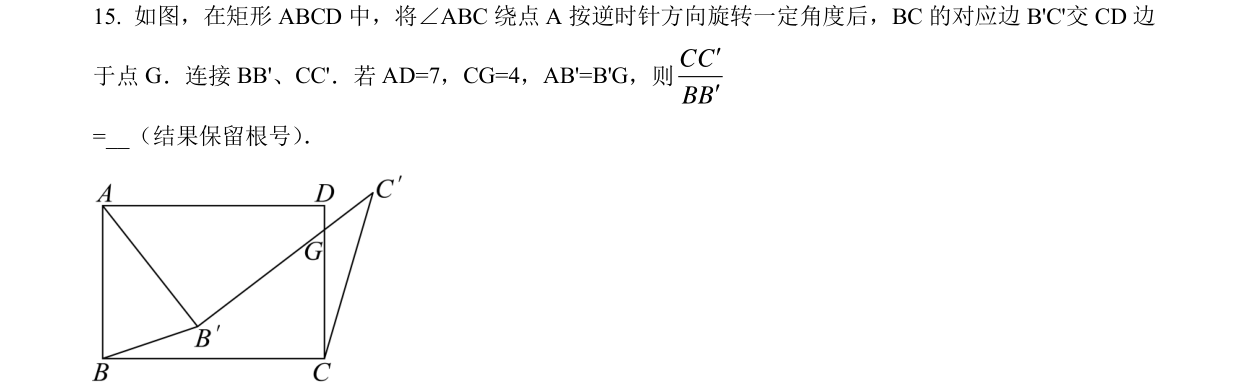 15. 如图，在矩形 ABCD 中，将∠ABC 绕点 A 按逆时针方向旋转一定角度后，BC 的对应边 B'C'交 CD 边
于点 G．连接 BB'、CC'．若 AD=7，CG=4，AB'=B'G，则 CC′/BB′
=__（结果保留根号）.
A D C′
G
B′
B C